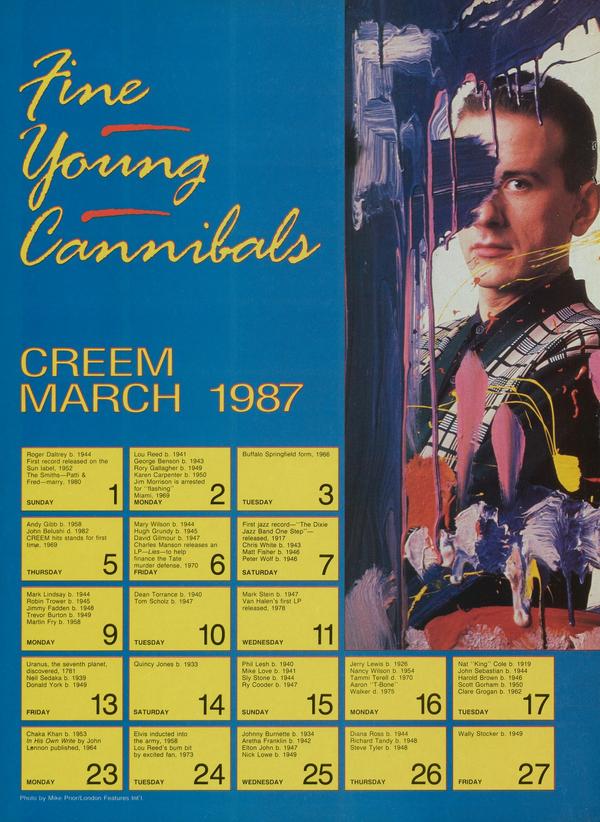 Fine
Young
Cannibals
CREEM
MARCH 1987
Roger Daltrey b. 1944
First record released on the
Sun label, 1952
The Smiths—Patti &
Fred—marry, 1980
SUNDAY 1
Lou Reed b. 1941
George Benson b. 1943
Rory Gallagher b. 1949
Karen Carpenter b. 1950
Jim Morrison is arrested
for "flashing"
Miami, 1969
MONDAY 2
Buffalo Springfield form, 1966
TUESDAY 3
Andy Gibb b. 1958
John Belushi d. 1982
CREEM hits stands for first
time, 1969
THURSDAY 5
Mary Wilson b. 1944
Hugh Grundy b. 1945
David Gilmour b. 1947
Charles Manson releases an
LP—Lies—to help
finance the Tate
murder defense, 1970
FRIDAY 6
First jazz record—"The Dixie
Jazz Band One Step"—
released, 1917
Chris White b. 1943
Matt Fisher b. 1946
Peter Wolf b. 1946
SATURDAY 7
Mark Lindsay b. 1944
Robin Trower b. 1945
Jimmy Fadden b. 1948
Trevor Burton b. 1949
Martin Fry b. 1958
MONDAY 9
Dean Torrance b. 1940
Tom Scholz b. 1947
TUESDAY 10
Mark Stein b. 1947
Van Halen's first LP
released, 1978
WEDNESDAY 11
Uranus, the seventh planet,
discovered, 1781
Neil Sedaka b. 1939
Donald York b. 1949
FRIDAY 13
Quincy Jones b. 1933
SATURDAY 14
Phil Lesh b. 1940
Mike Love b. 1941
Sly Stone b. 1944
Ry Cooder b. 1947
SUNDAY 15
Jerry Lewis b. 1926
Nancy Wilson b. 1954
Tammi Terell d. 1970
Aaron "T-Bone"
Walker d. 1975
MONDAY 16
Nat "King" Cole b. 1919
John Sebastian b. 1944
Harold Brown b. 1946
Scott Gorham b. 1950
Clare Grogan b. 1962
TUESDAY 17
Chaka Khan b. 1953
In His Own Write by John
Lennon published, 1964
MONDAY 23
Elvis inducted into
the army, 1958
Lou Reed's bum bit
by excited fan, 1973
TUESDAY 24
Johnny Burnette b. 1934
Aretha Franklin b. 1942
Elton John b. 1947
Nick Lowe b. 1949
WEDNESDAY 25
Diana Ross b. 1944
Richard Tandy b. 1948
Steve Tyler b. 1948
THURSDAY 26
Wally Stocker b. 1949
FRIDAY 27
Photo by Mike Prior/London Features Int'l.